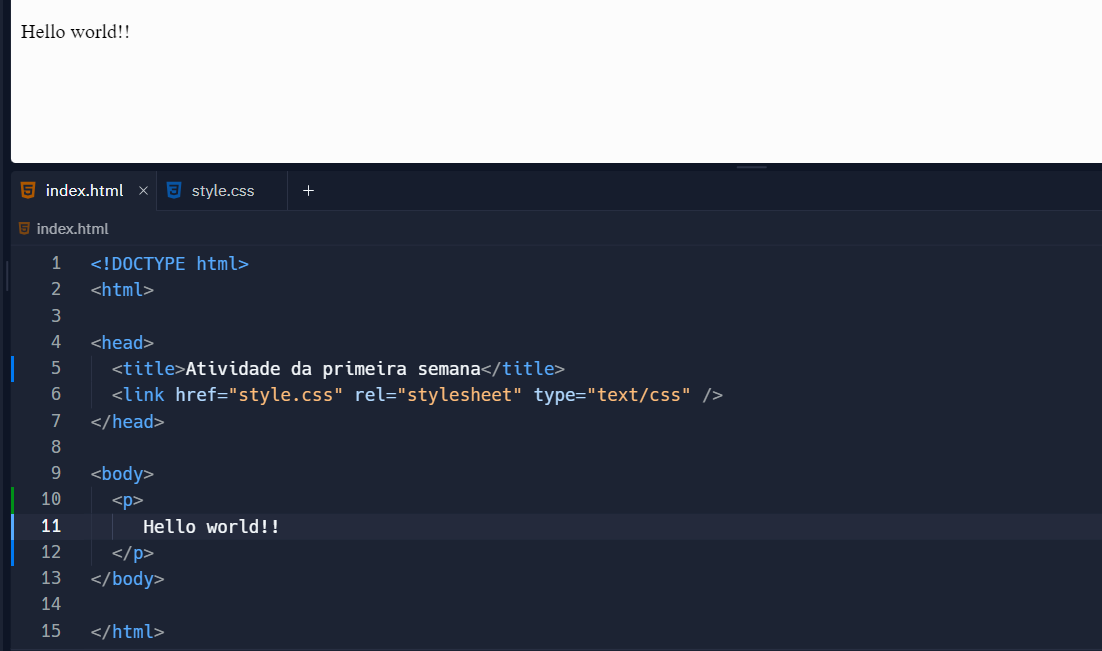 Hello world!!
index.html × style.css +
index.html
1 <!DOCTYPE html>
2 <html>
3
4 <head>
5   <title>Atividade da primeira semana</title>
6   <link href="style.css" rel="stylesheet" type="text/css" />
7 </head>
8
9 <body>
10   <p>
11      Hello world!!
12   </p>
13 </body>
14
15 </html>